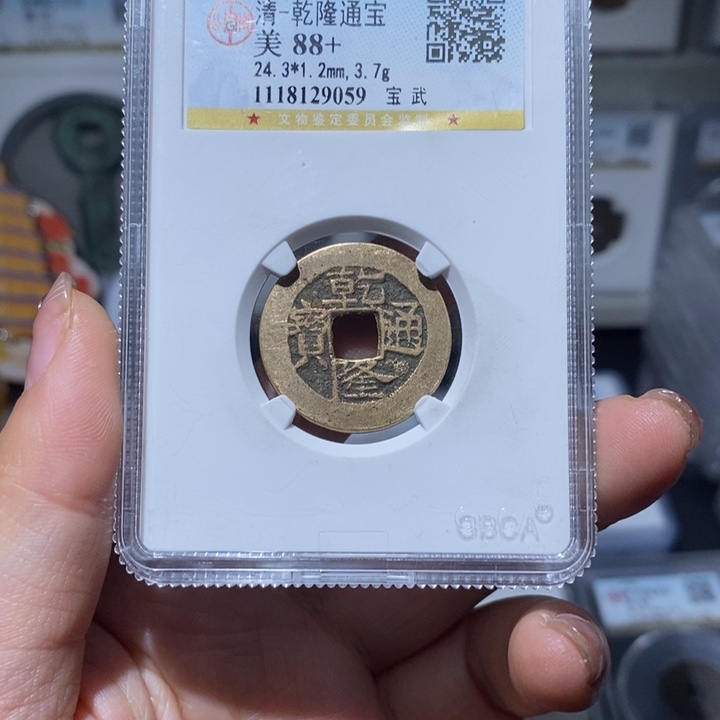 清-乾隆通宝
美 88+
24.3*1.2mm, 3.7g
1118129059 宝 武
★ 文物鉴定委员会监制 ★
乾
寳 通
隆
GBCA